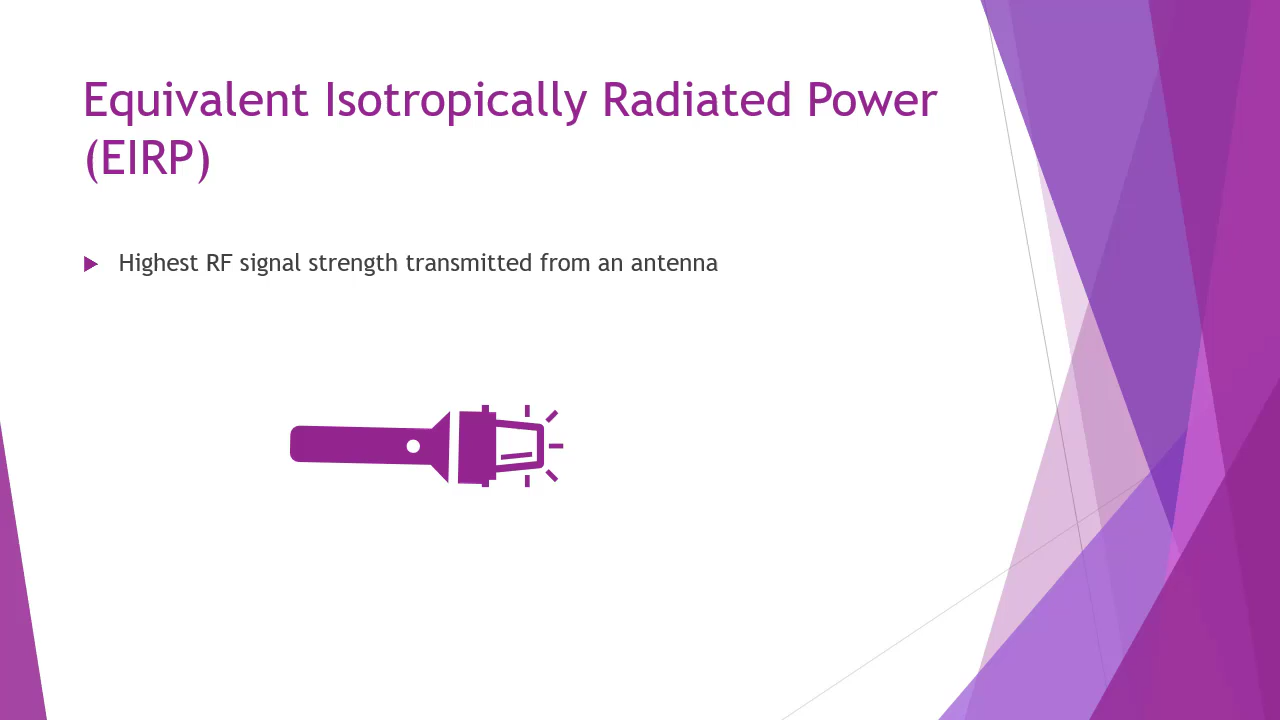 Equivalent Isotropically Radiated Power
(EIRP)
Highest RF signal strength transmitted from an antenna